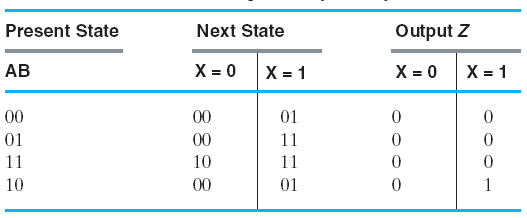 Present State Next State Output Z
AB X = 0 X = 1 X = 0 X = 1
00 00 01 0 0
01 00 11 0 0
11 10 11 0 0
10 00 01 0 1